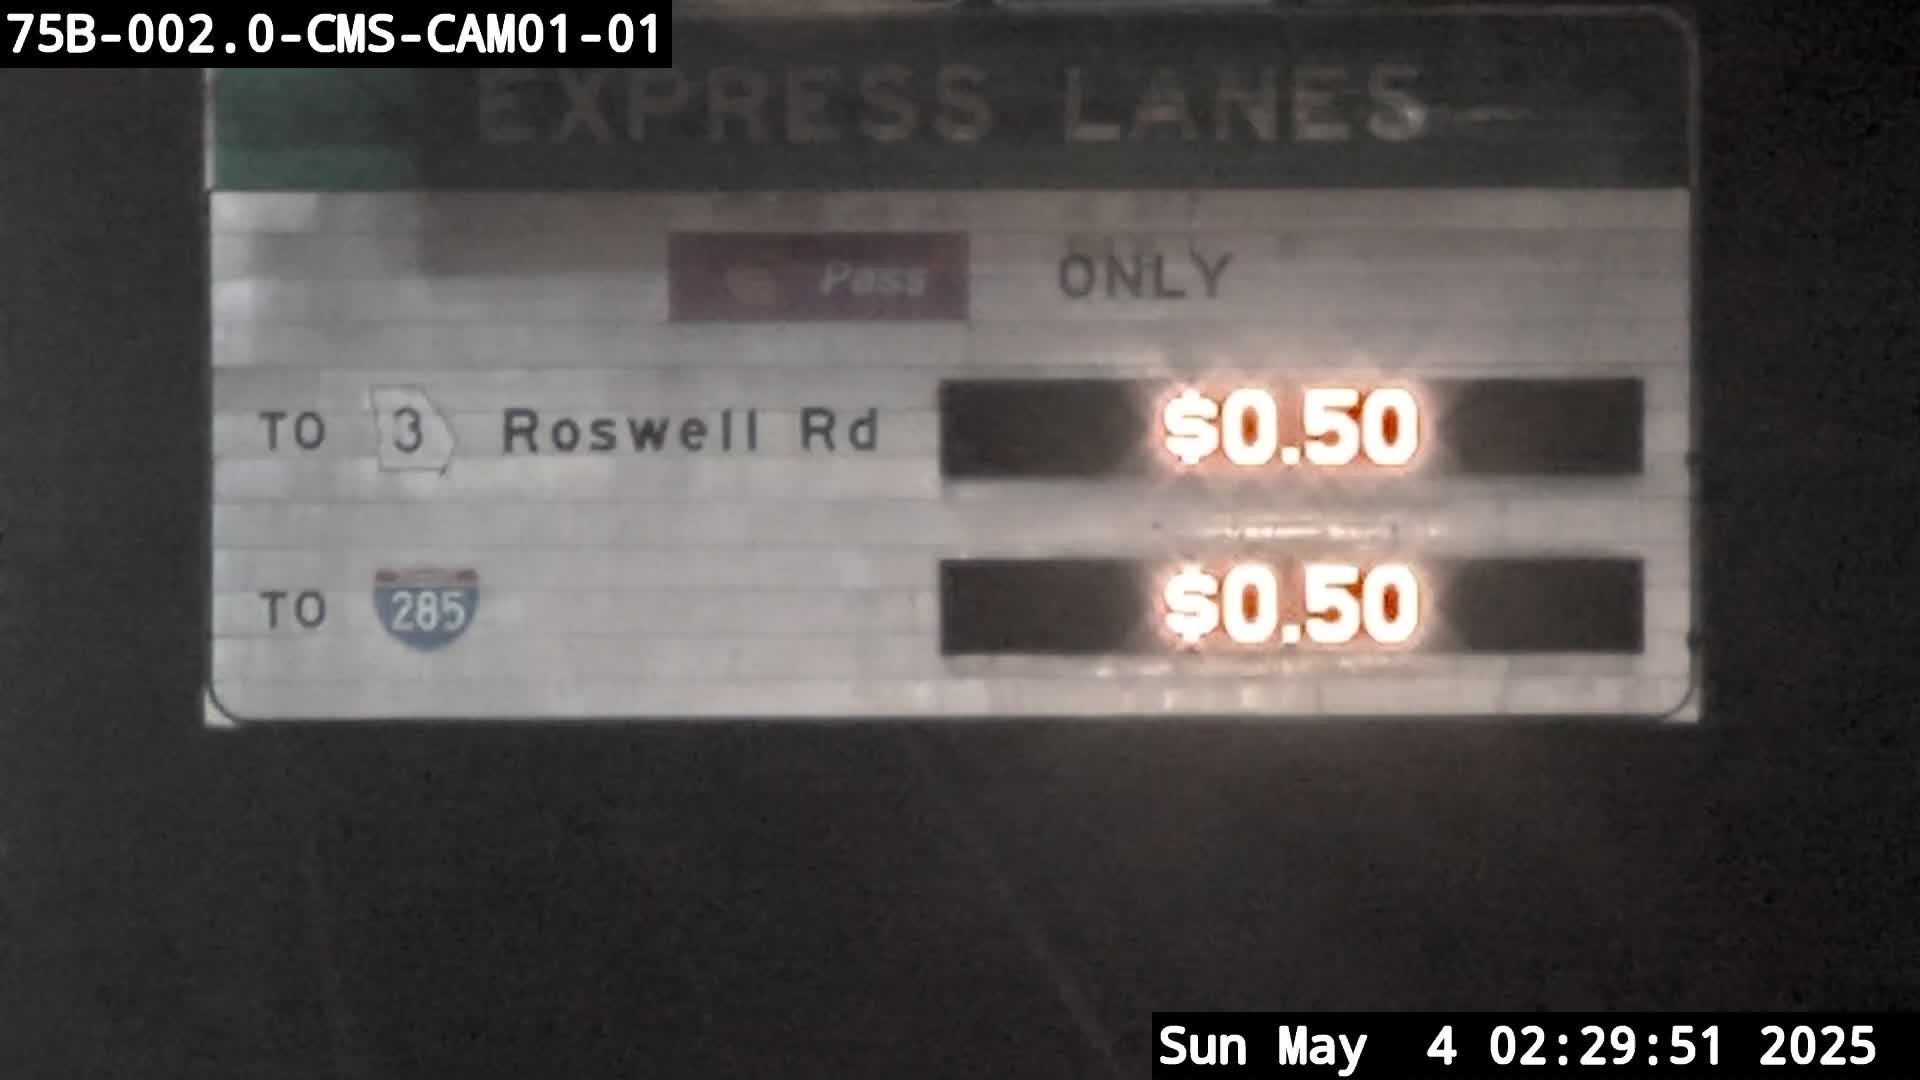 75B-002.0-CMS-CAM01-01
EXPRESS LANES
Pass ONLY
TO 3 Roswell Rd $0.50
TO 285 $0.50
Sun May 4 02:29:51 2025